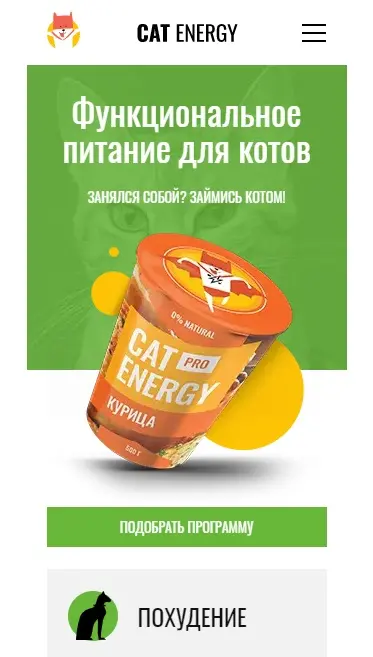 CAT ENERGY
Функциональное
питание для котов
ЗАНЯЛСЯ СОБОЙ? ЗАЙМИСЬ КОТОМ!
0% NATURAL
CAT PRO
ENERGY
КУРИЦА
500 Г
ПОДОБРАТЬ ПРОГРАММУ
ПОХУДЕНИЕ